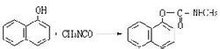 OH
+ CH₃NCO →
O
C
O
NHCH₃